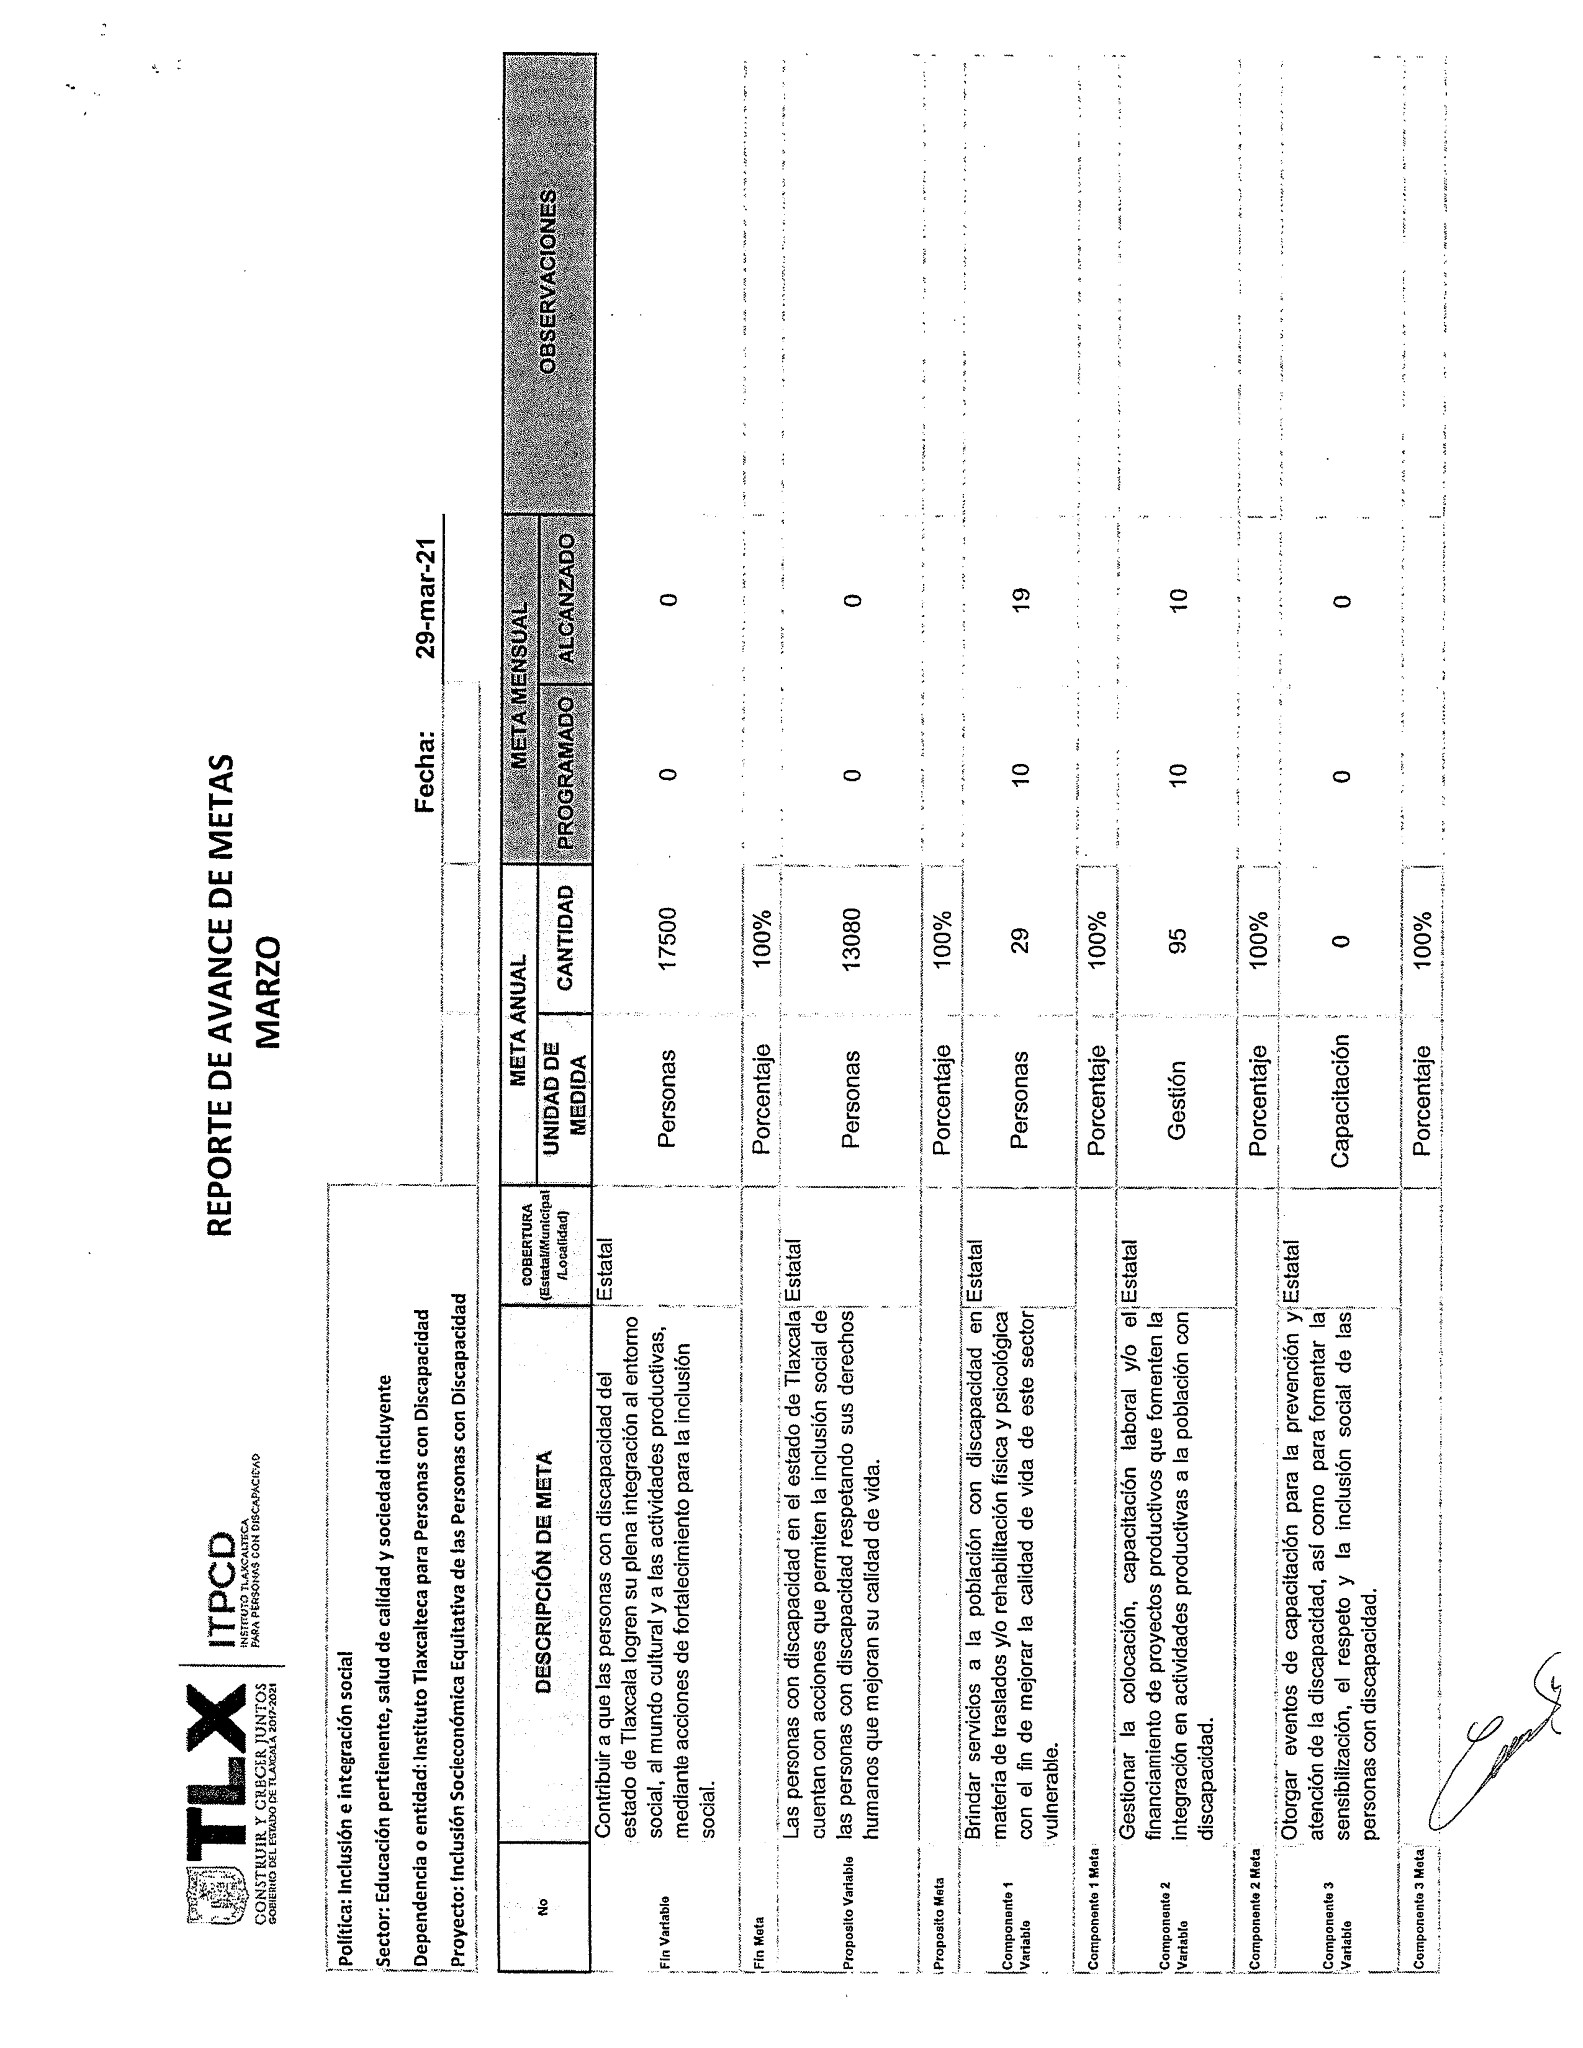 TLX
CONSTRUIR Y CRECER JUNTOS
GOBIERNO DEL ESTADO DE TLAXCALA 2017-2021
ITPCD
INSTITUTO TLAXCALTECA
PARA PERSONAS CON DISCAPACIDAD
REPORTE DE AVANCE DE METAS
MARZO
Política: Inclusión e integración social
Sector: Educación pertinente, salud de calidad y sociedad incluyente
Dependencia o entidad: Instituto Tlaxcalteca para Personas con Discapacidad
Fecha: 29-mar-21
Proyecto: Inclusión Socieconómica Equitativa de las Personas con Discapacidad
No
DESCRIPCIÓN DE META
COBERTURA
(Estatal/Municipal
/Localidad)
META ANUAL
UNIDAD DE
MEDIDA
CANTIDAD
META MENSUAL
PROGRAMADO
ALCANZADO
OBSERVACIONES
Fin Variable
Contribuir a que las personas con discapacidad del
estado de Tlaxcala logren su plena integración al entorno
social, al mundo cultural y a las actividades productivas,
mediante acciones de fortalecimiento para la inclusión
social.
Estatal
Personas
17500
0
0
Fin Meta
Porcentaje
100%
Proposito Variable
Las personas con discapacidad en el estado de Tlaxcala
cuentan con acciones que permiten la inclusión social de
las personas con discapacidad respetando sus derechos
humanos que mejoran su calidad de vida.
Estatal
Personas
13080
0
0
Proposito Meta
Porcentaje
100%
Componente 1
Variable
Brindar servicios a la población con discapacidad en
materia de traslados y/o rehabilitación física y psicológica
con el fin de mejorar la calidad de vida de este sector
vulnerable.
Estatal
Personas
29
10
19
Componente 1 Meta
Porcentaje
100%
Componente 2
Variable
Gestionar la colocación, capacitación laboral y/o el
financiamiento de proyectos productivos que fomenten la
integración en actividades productivas a la población con
discapacidad.
Estatal
Gestión
95
10
10
Componente 2 Meta
Porcentaje
100%
Componente 3
Variable
Otorgar eventos de capacitación para la prevención y
atención de la discapacidad, así como para fomentar la
sensibilización, el respeto y la inclusión social de las
personas con discapacidad.
Estatal
Capacitación
0
0
0
Componente 3 Meta
Porcentaje
100%